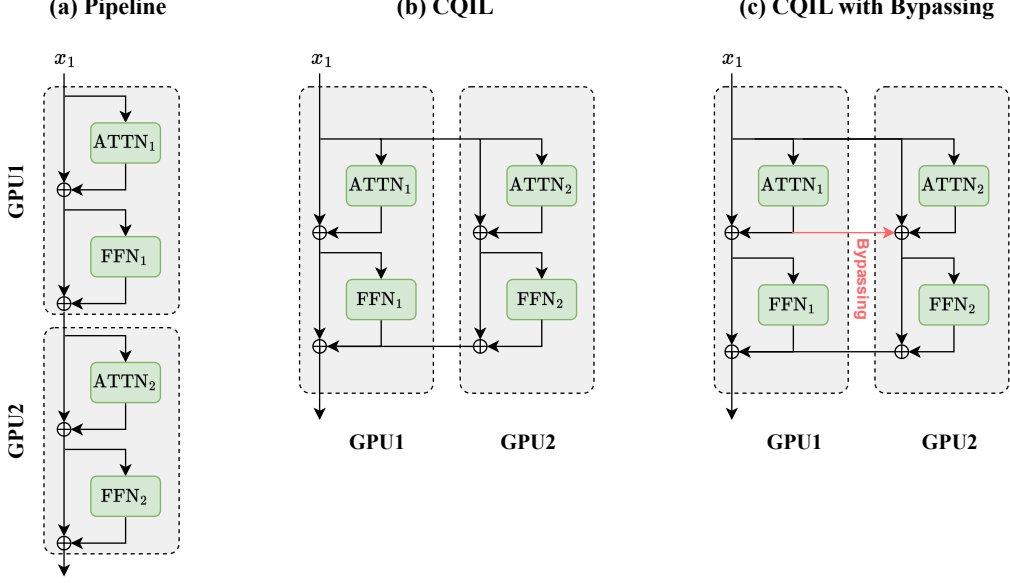 (a) Pipeline
(b) CQIL
(c) CQIL with Bypassing
x1
GPU1
ATTN1
FFN1
GPU2
ATTN2
FFN2
x1
ATTN1
ATTN2
FFN1
FFN2
GPU1
GPU2
x1
ATTN1
ATTN2
Bypassing
FFN1
FFN2
GPU1
GPU2